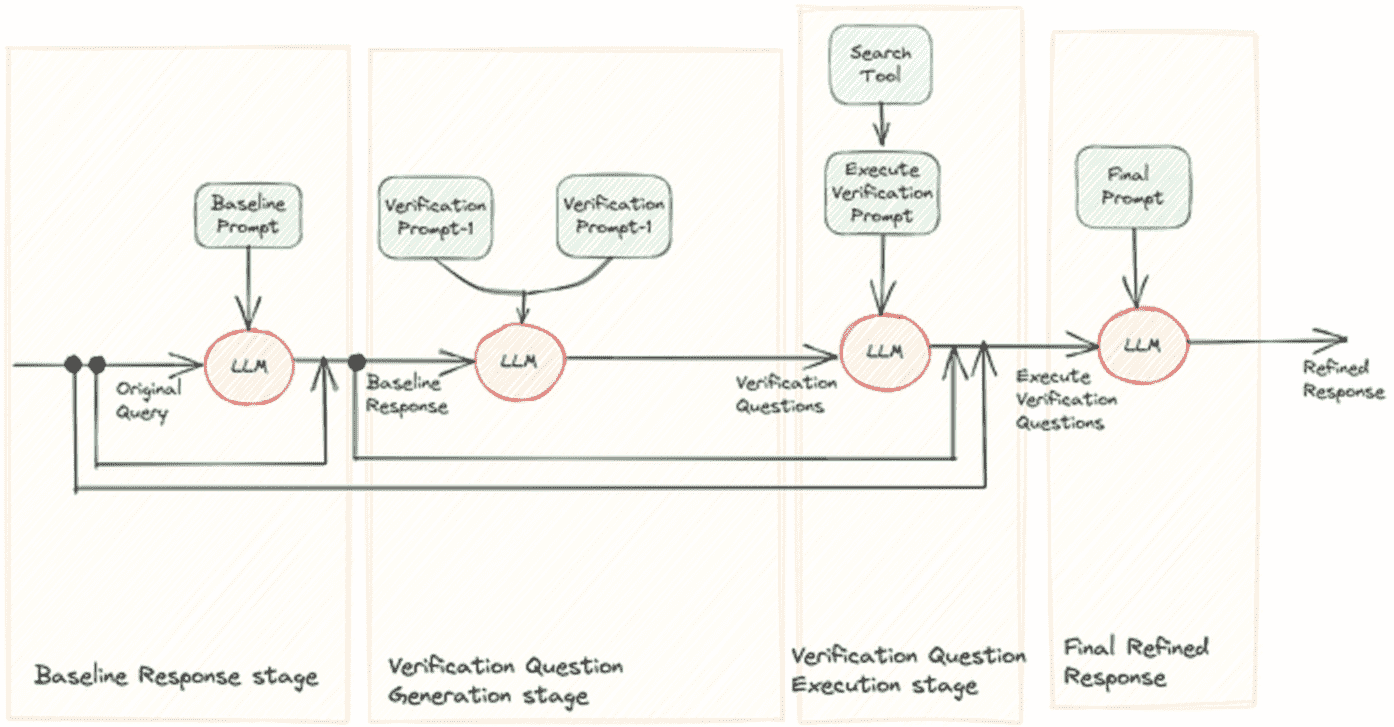 Search
Tool
Execute
Verification
Prompt
Final
Prompt
Baseline
Prompt
Verification
Prompt-1
Verification
Prompt-1
LLM
LLM
LLM
LLM
Original
Query
Baseline
Response
Verification
Questions
Execute
Verification
Questions
Refined
Response
Baseline Response stage
Verification Question
Generation stage
Verification Question
Execution stage
Final Refined
Response